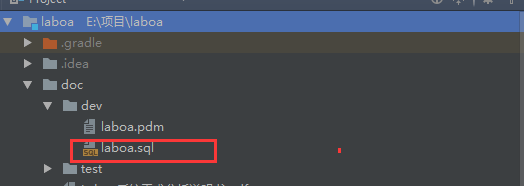 Project
laboa E:\项目\laboa
.gradle
.idea
doc
dev
laboa.pdm
laboa.sql
test